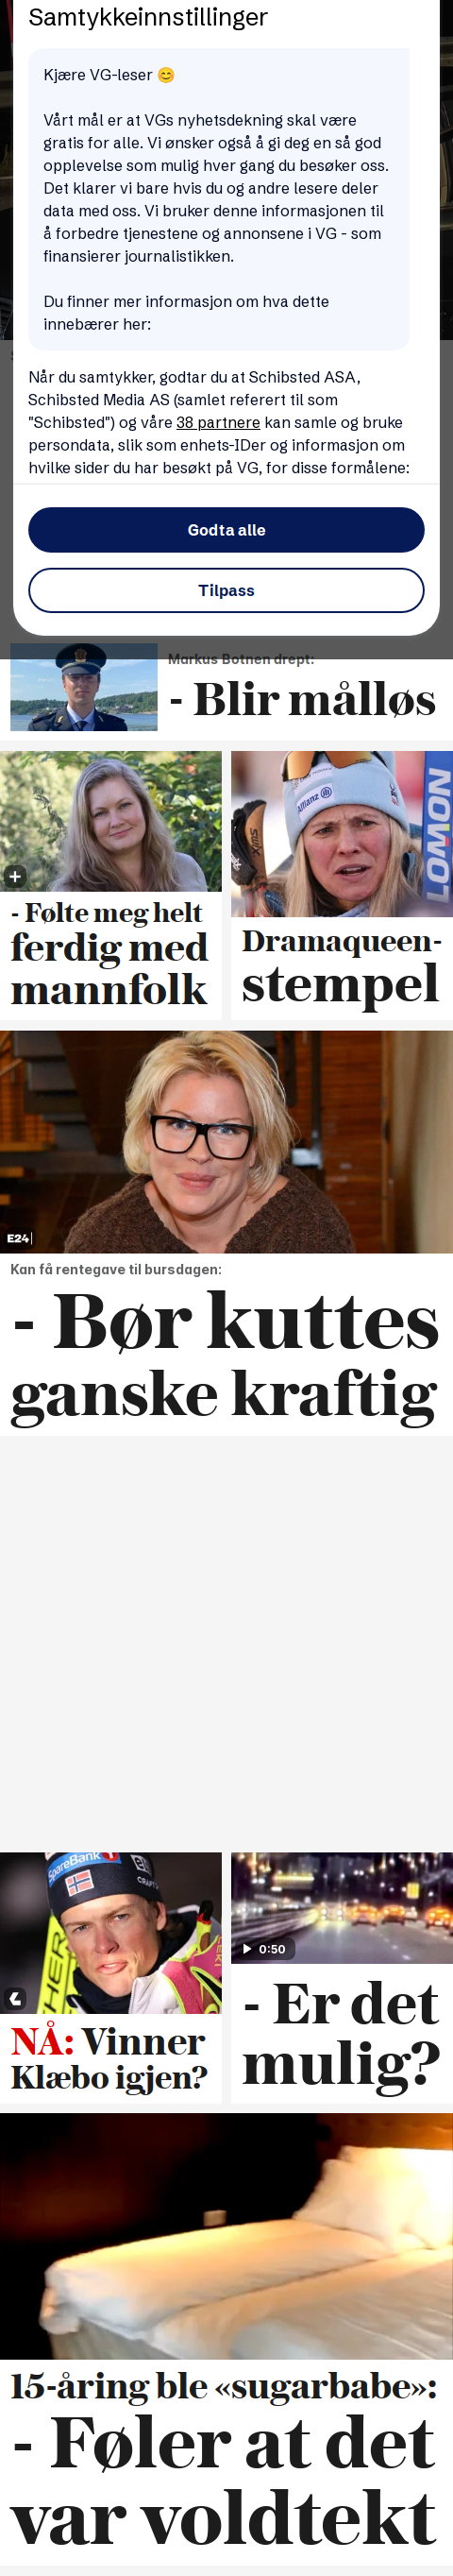 Samtykkeinnstillinger
Kjære VG-leser 😊
Vårt mål er at VGs nyhetsdekning skal være
gratis for alle. Vi ønsker også å gi deg en så god
opplevelse som mulig hver gang du besøker oss.
Det klarer vi bare hvis du og andre lesere deler
data med oss. Vi bruker denne informasjonen til
å forbedre tjenestene og annonsene i VG - som
finansierer journalistikken.
Du finner mer informasjon om hva dette
innebærer her:
Når du samtykker, godtar du at Schibsted ASA,
Schibsted Media AS (samlet referert til som
"Schibsted") og våre 38 partnere kan samle og bruke
persondata, slik som enhets-IDer og informasjon om
hvilke sider du har besøkt på VG, for disse formålene:
Godta alle
Tilpass
Markus Botnen drept:
- Blir målløs
- Følte meg helt
ferdig med
mannfolk
Allianz
swix
NOWO
Dramaqueen-
stempel
E24
Kan få rentegave til bursdagen:
- Bør kuttes
ganske kraftig
SpareBank
NÅ: Vinner
Klæbo igjen?
0:50
- Er det
mulig?
15-åring ble «sugarbabe»:
- Føler at det
var voldtekt